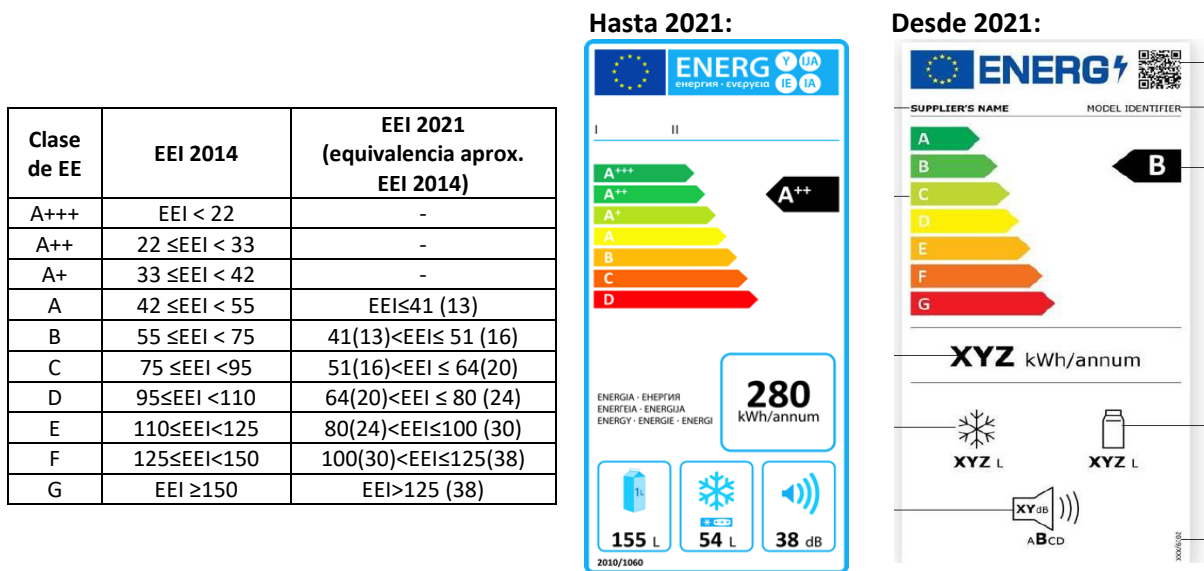 Hasta 2021:
Desde 2021:
Clase de EE | EEI 2014 | EEI 2021 (equivalencia aprox. EEI 2014)
A+++ | EEI < 22 | -
A++ | 22 ≤EEI < 33 | -
A+ | 33 ≤EEI < 42 | -
A | 42 ≤EEI < 55 | EEI≤41 (13)
B | 55 ≤EEI < 75 | 41(13)<EEI≤ 51 (16)
C | 75 ≤EEI <95 | 51(16)<EEI ≤ 64(20)
D | 95≤EEI <110 | 64(20)<EEI ≤ 80 (24)
E | 110≤EEI<125 | 80(24)<EEI≤100 (30)
F | 125≤EEI<150 | 100(30)<EEI≤125(38)
G | EEI ≥150 | EEI>125 (38)
ENERG Y IJA
енергия · ενεργεια IE IA
I II
A+++
A++
A+
A
B
C
D
A++
ENERGIA · ЕНЕРГИЯ
ΕΝΕΡΓΕΙΑ · ENERGIJA
ENERGY · ENERGIE · ENERGI
280
kWh/annum
1L
155 L
54 L
38 dB
2010/1060
ENERG
SUPPLIER'S NAME MODEL IDENTIFIER
A
B
C
D
E
F
G
B
XYZ kWh/annum
XYZ L
XYZ L
XY dB
ABCD